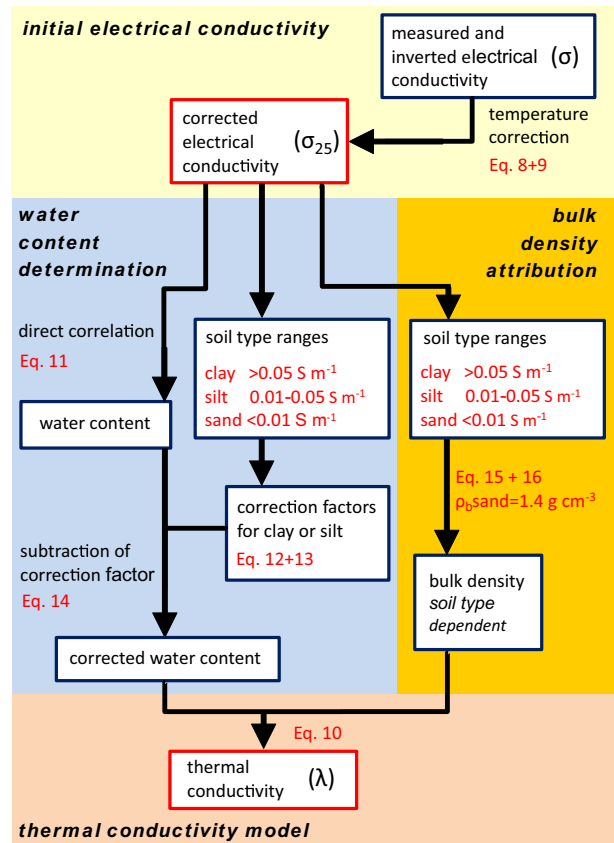 initial electrical conductivity
measured and
inverted electrical (σ)
conductivity
corrected
electrical (σ₂₅)
conductivity
temperature
correction
Eq. 8+9
water
content
determination
bulk
density
attribution
direct correlation
Eq. 11
soil type ranges
clay >0.05 S m⁻¹
silt 0.01-0.05 S m⁻¹
sand <0.01 S m⁻¹
soil type ranges
clay >0.05 S m⁻¹
silt 0.01-0.05 S m⁻¹
sand <0.01 S m⁻¹
water content
Eq. 15 + 16
ρ_b sand=1.4 g cm⁻³
correction factors
for clay or silt
Eq. 12+13
subtraction of
correction factor
Eq. 14
bulk density
soil type
dependent
corrected water content
Eq. 10
thermal (λ)
conductivity
thermal conductivity model